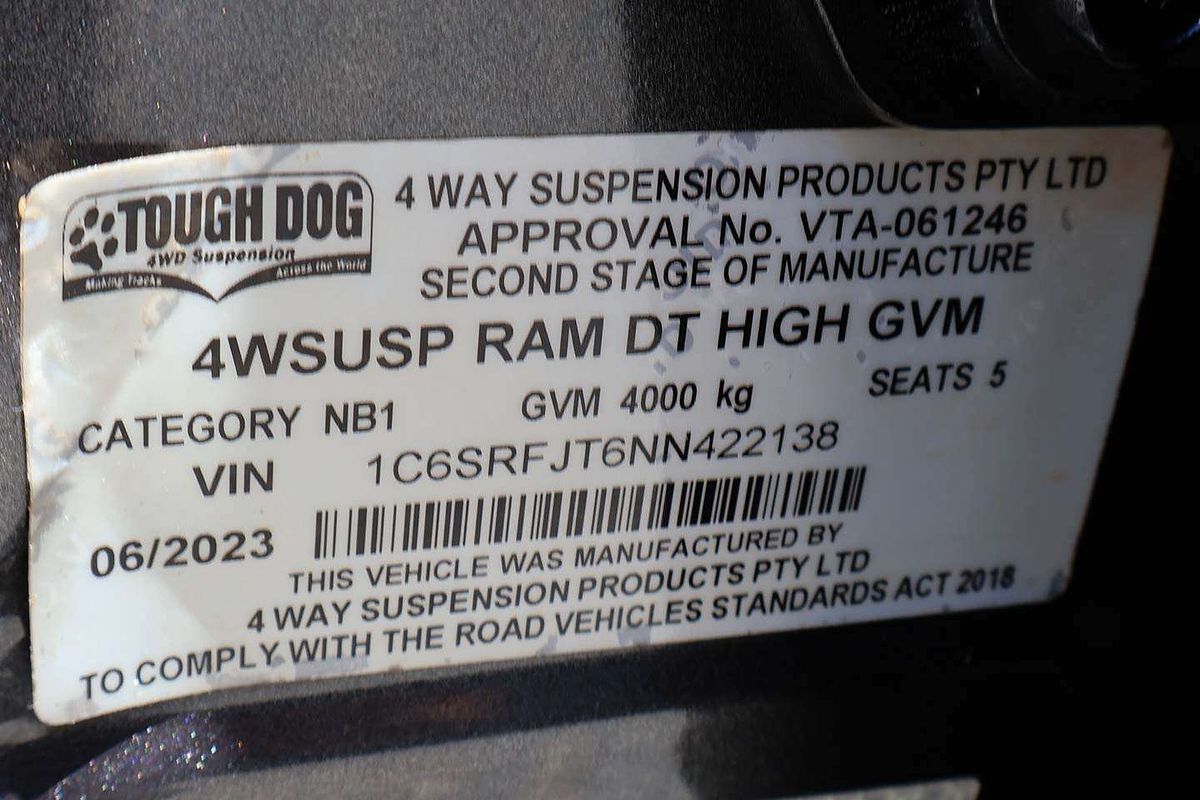 TOUGH DOG
4WD Suspension
Making Tracks
Across the World
4 WAY SUSPENSION PRODUCTS PTY LTD
APPROVAL No. VTA-061246
SECOND STAGE OF MANUFACTURE
4WSUSP RAM DT HIGH GVM
CATEGORY NB1 GVM 4000 kg SEATS 5
VIN 1C6SRFJT6NN422138
06/2023
THIS VEHICLE WAS MANUFACTURED BY
4 WAY SUSPENSION PRODUCTS PTY LTD
TO COMPLY WITH THE ROAD VEHICLES STANDARDS ACT 2018